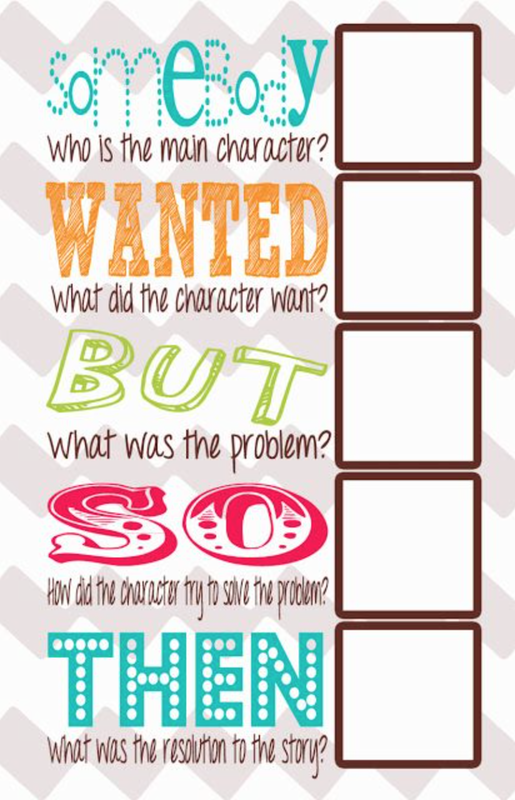 SomeBody
Who is the main character?
WANTED
What did the character want?
BUT
What was the problem?
SO
How did the character try to solve the problem?
THEN
What was the resolution to the story?